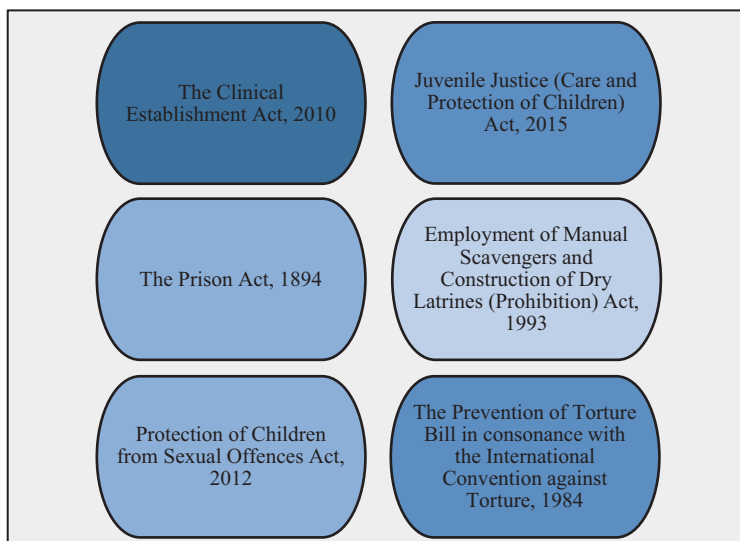 The Clinical
Establishment Act, 2010
Juvenile Justice (Care and
Protection of Children)
Act, 2015
The Prison Act, 1894
Employment of Manual
Scavengers and
Construction of Dry
Latrines (Prohibition) Act,
1993
Protection of Children
from Sexual Offences Act,
2012
The Prevention of Torture
Bill in consonance with
the International
Convention against
Torture, 1984